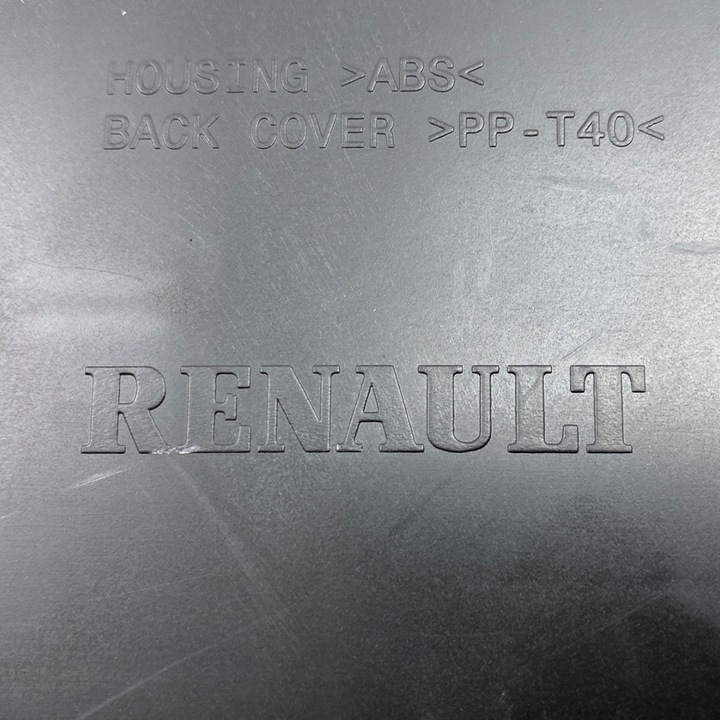 HOUSING >ABS<
BACK COVER >PP-T40<
RENAULT